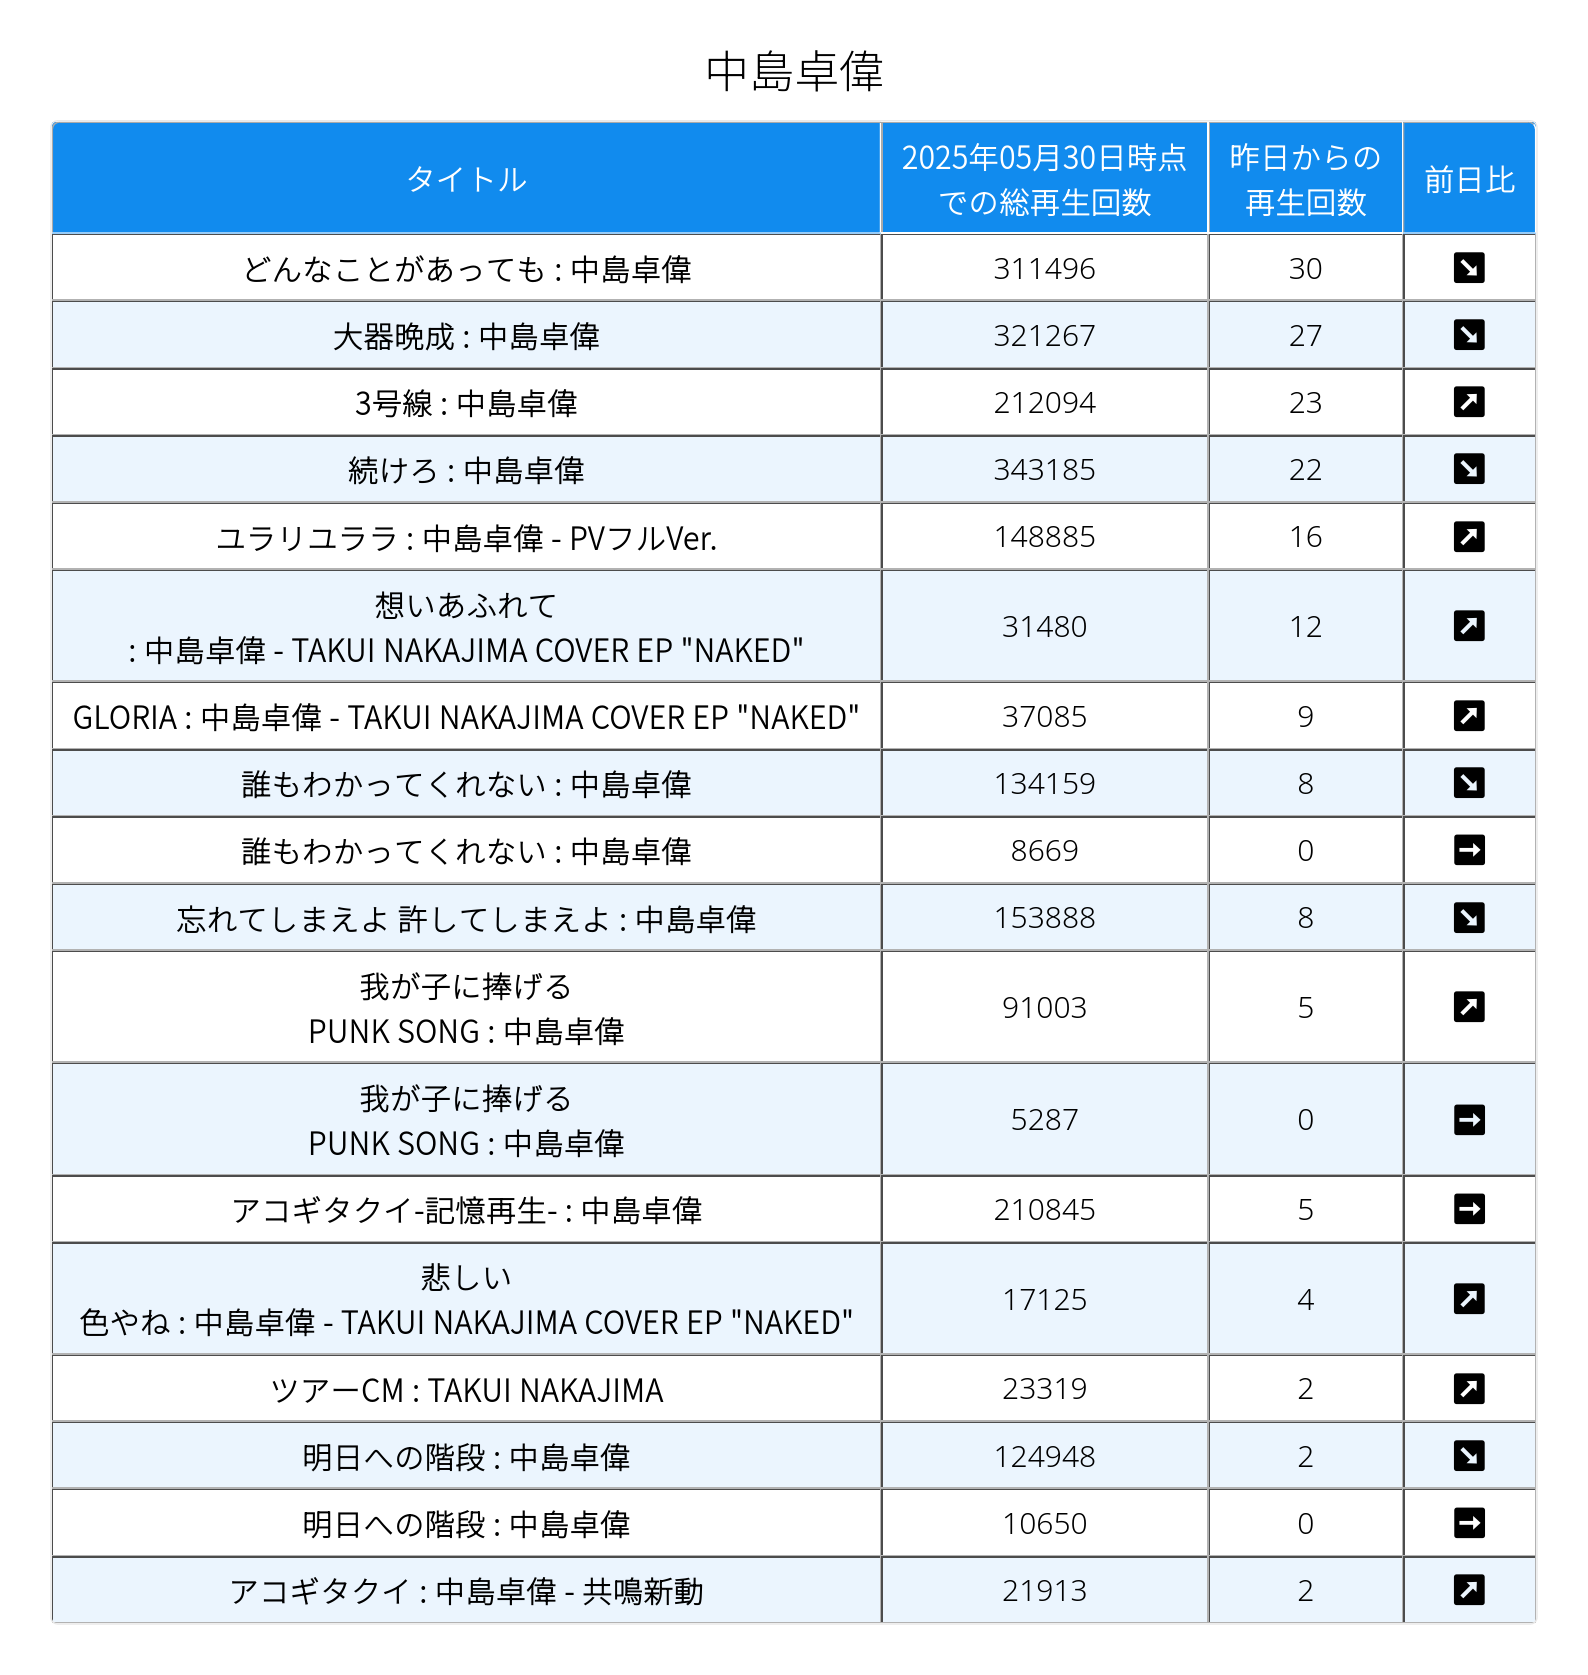 中島卓偉
タイトル
2025年05月30日時点
での総再生回数
昨日からの
再生回数
前日比
どんなことがあっても : 中島卓偉 311496 30
大器晩成 : 中島卓偉 321267 27
3号線 : 中島卓偉 212094 23
続けろ : 中島卓偉 343185 22
ユラリユララ : 中島卓偉 - PVフルVer. 148885 16
想いあふれて
: 中島卓偉 - TAKUI NAKAJIMA COVER EP "NAKED" 31480 12
GLORIA : 中島卓偉 - TAKUI NAKAJIMA COVER EP "NAKED" 37085 9
誰もわかってくれない : 中島卓偉 134159 8
誰もわかってくれない : 中島卓偉 8669 0
忘れてしまえよ 許してしまえよ : 中島卓偉 153888 8
我が子に捧げる
PUNK SONG : 中島卓偉 91003 5
我が子に捧げる
PUNK SONG : 中島卓偉 5287 0
アコギタクイ-記憶再生- : 中島卓偉 210845 5
悲しい
色やね : 中島卓偉 - TAKUI NAKAJIMA COVER EP "NAKED" 17125 4
ツアーCM : TAKUI NAKAJIMA 23319 2
明日への階段 : 中島卓偉 124948 2
明日への階段 : 中島卓偉 10650 0
アコギタクイ : 中島卓偉 - 共鳴新動 21913 2